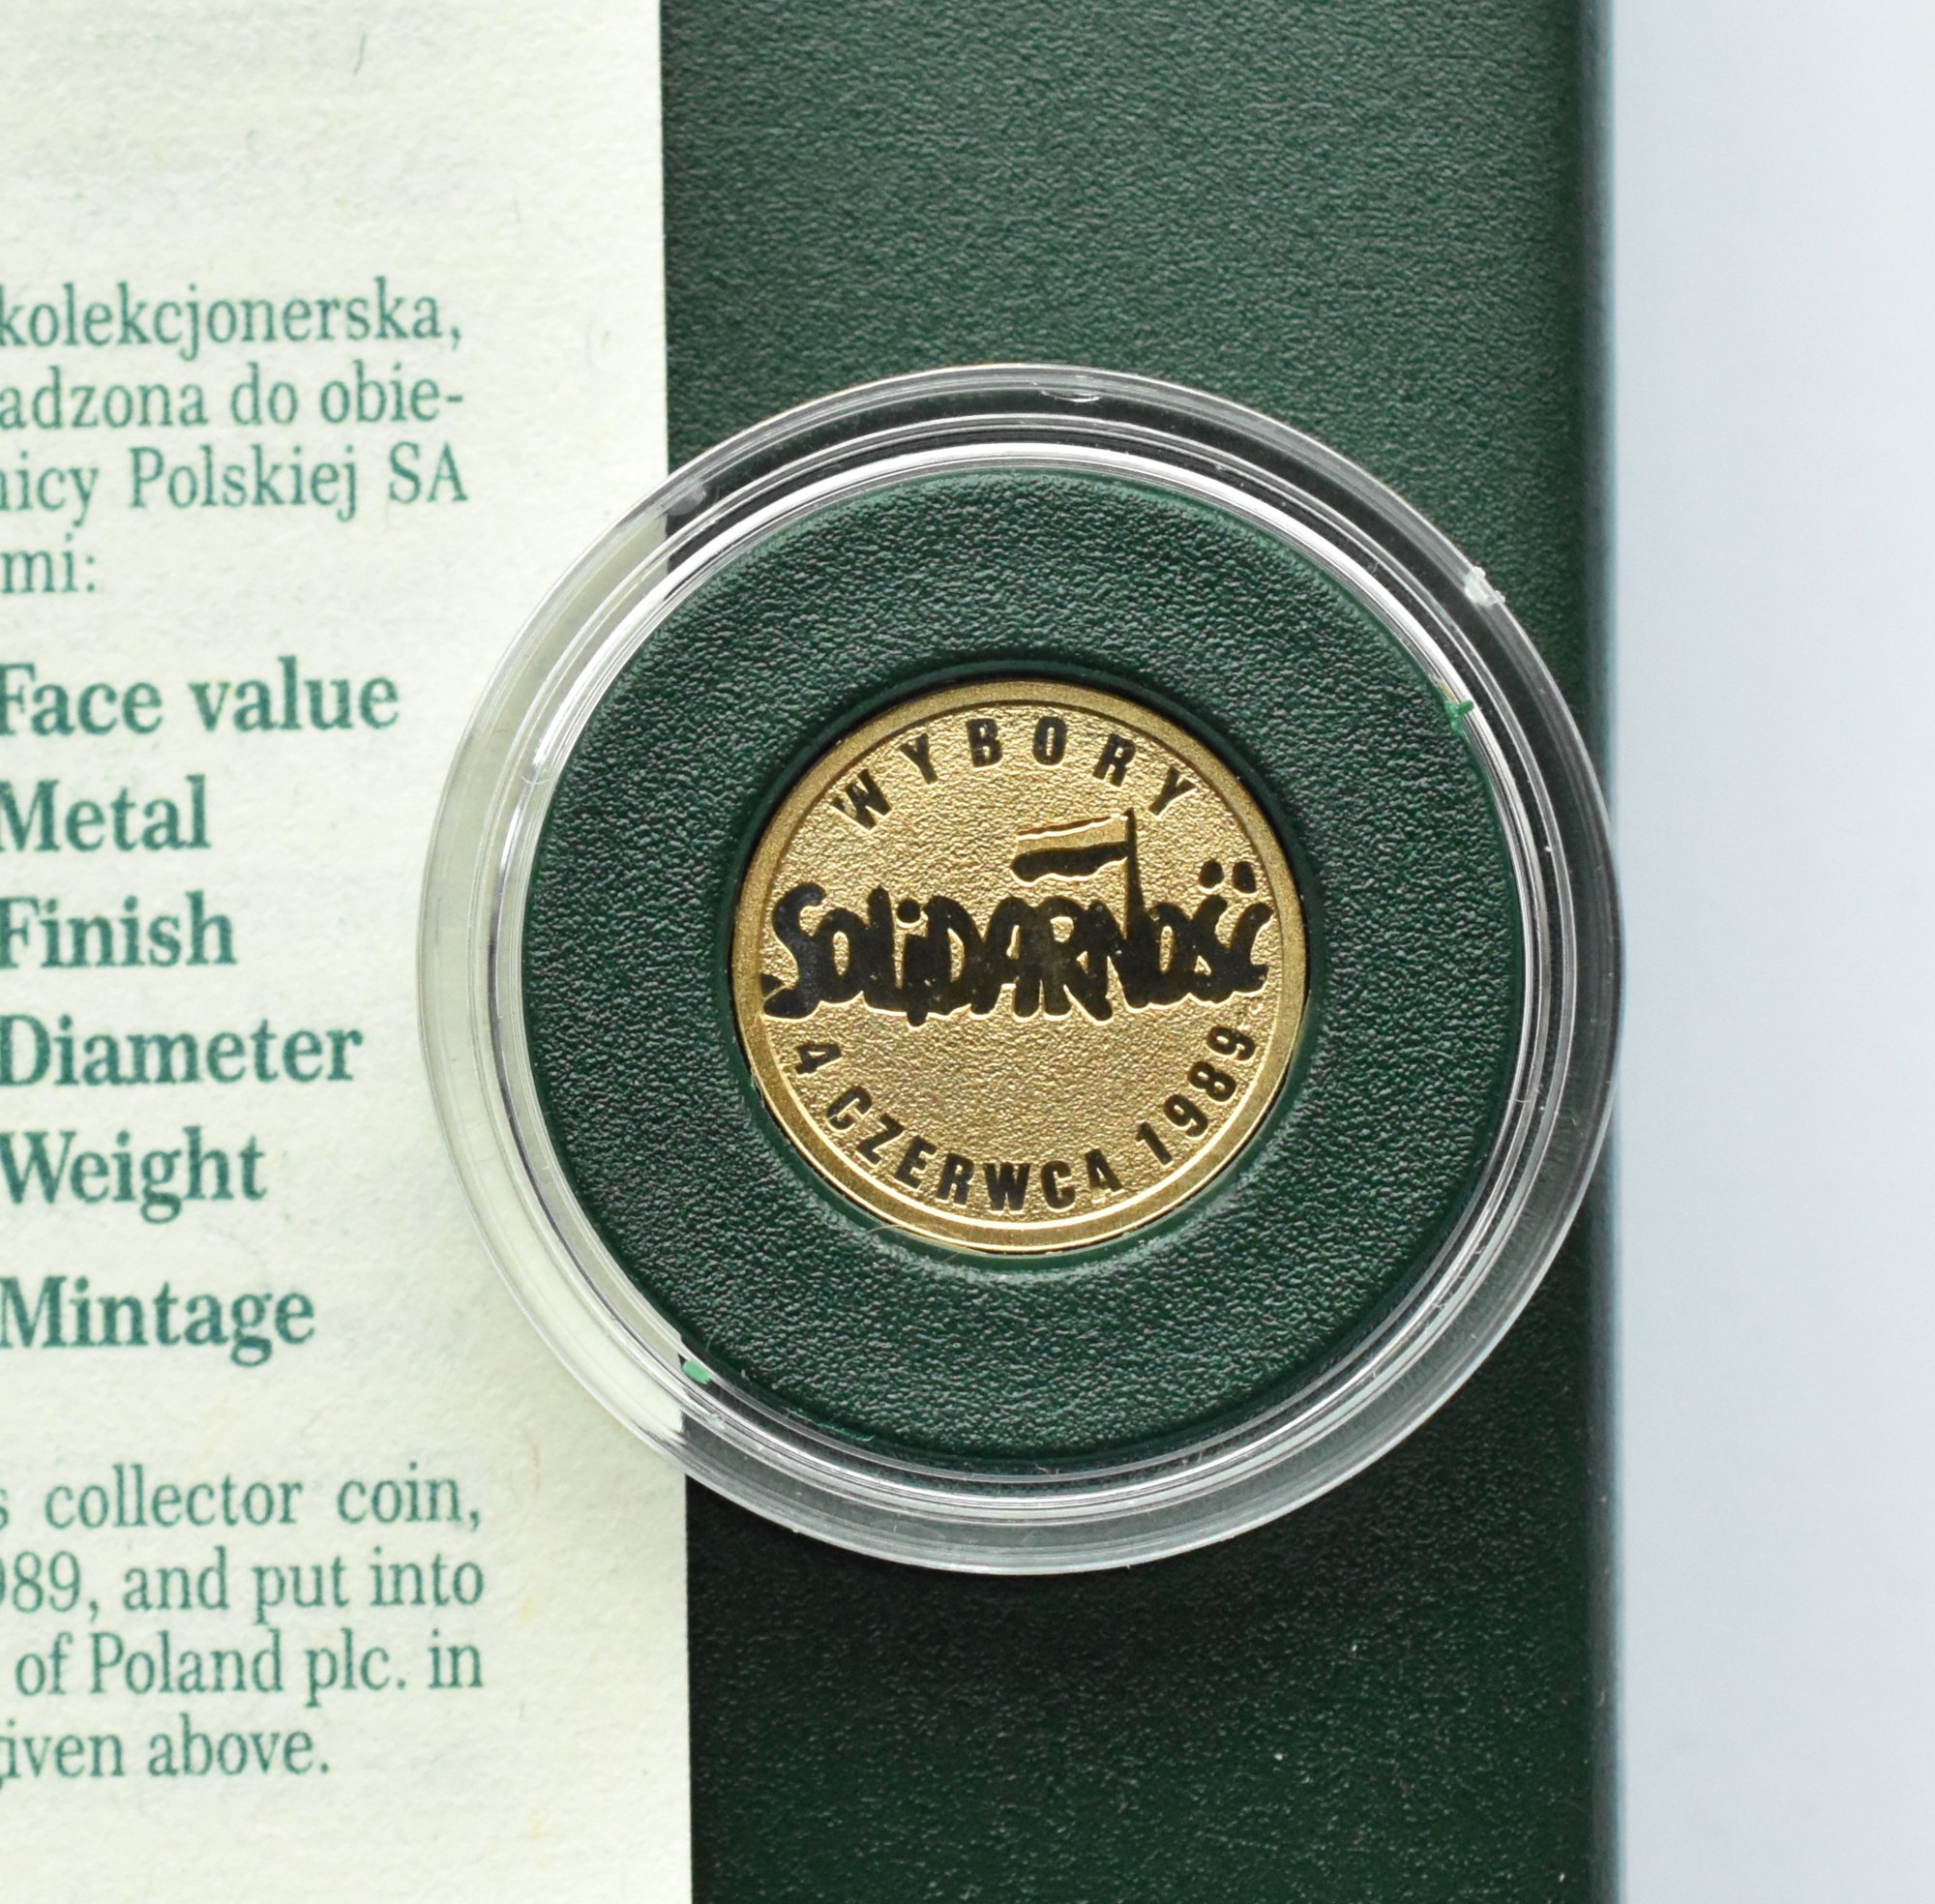 kolekcjonerska,
adzona do obie-
nicy Polskiej SA
mi:
Face value
Metal
Finish
Diameter
Weight
Mintage
s collector coin,
989, and put into
of Poland plc. in
given above.
WYBORY
SOLIDARNOŚĆ
4 CZERWCA 1989